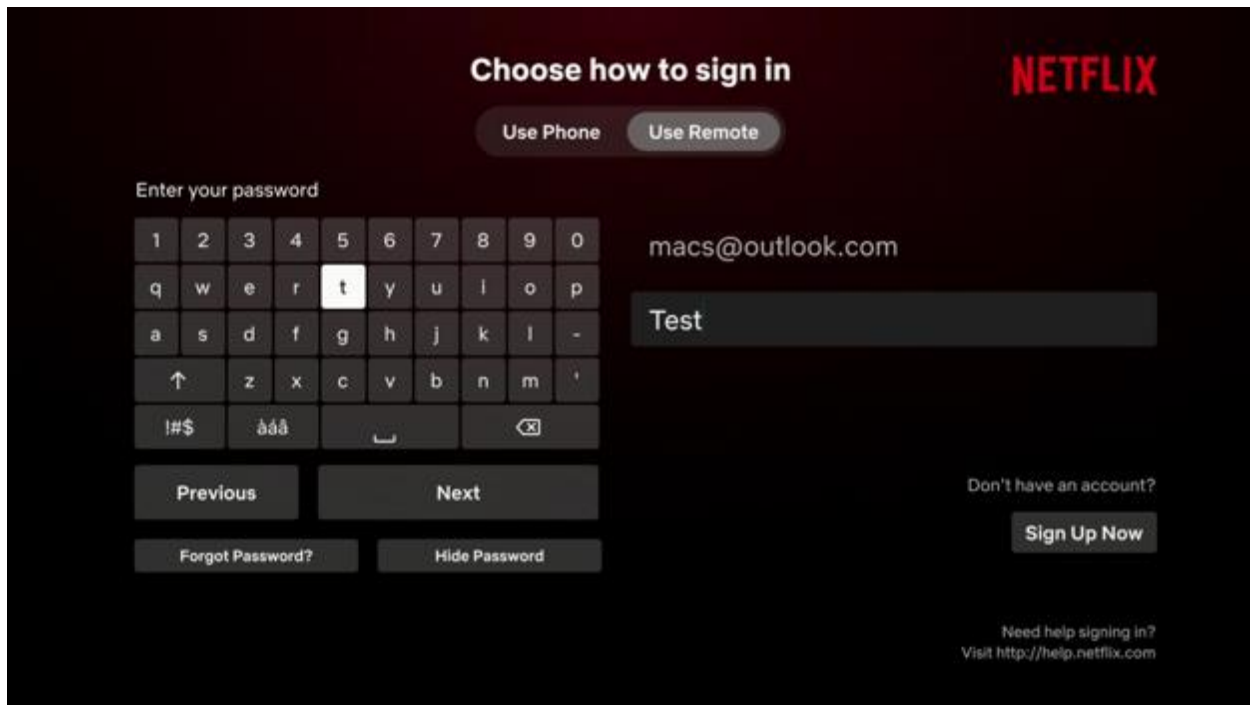 Choose how to sign in
NETFLIX
Use Phone Use Remote
Enter your password
1 2 3 4 5 6 7 8 9 0
q w e r t y u i o p
a s d f g h j k l -
↑ z x c v b n m '
!#$ àáâ
Previous Next
Forgot Password? Hide Password
macs@outlook.com
Test
Don't have an account?
Sign Up Now
Need help signing in?
Visit http://help.netflix.com